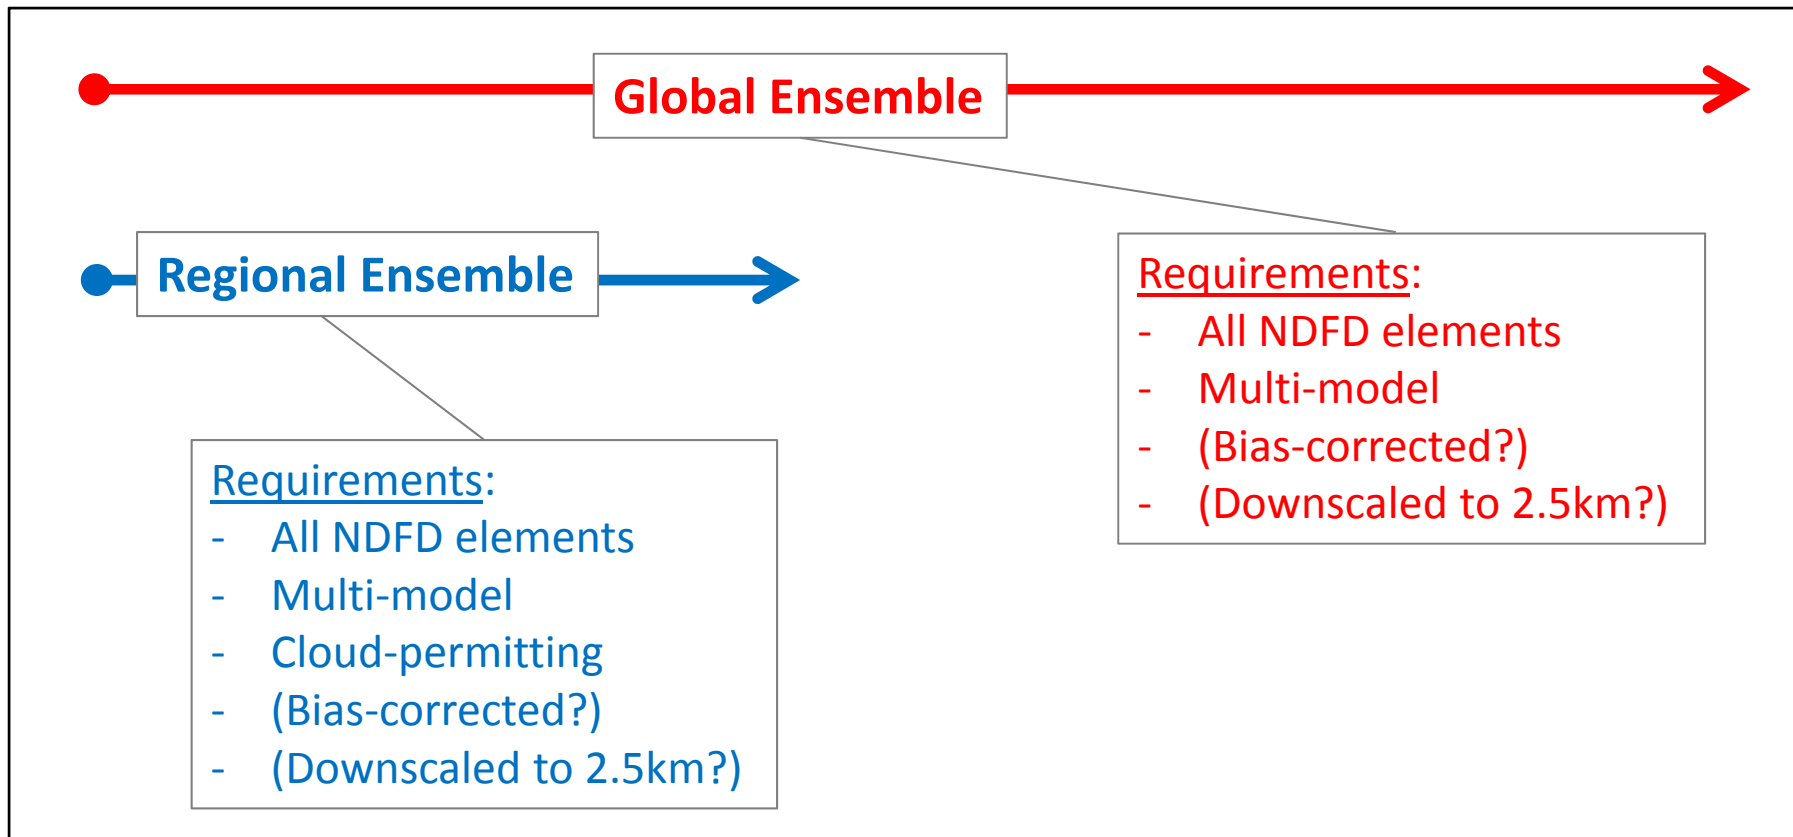 Global Ensemble
Regional Ensemble
Requirements:
- All NDFD elements
- Multi-model
- (Bias-corrected?)
- (Downscaled to 2.5km?)
Requirements:
- All NDFD elements
- Multi-model
- Cloud-permitting
- (Bias-corrected?)
- (Downscaled to 2.5km?)